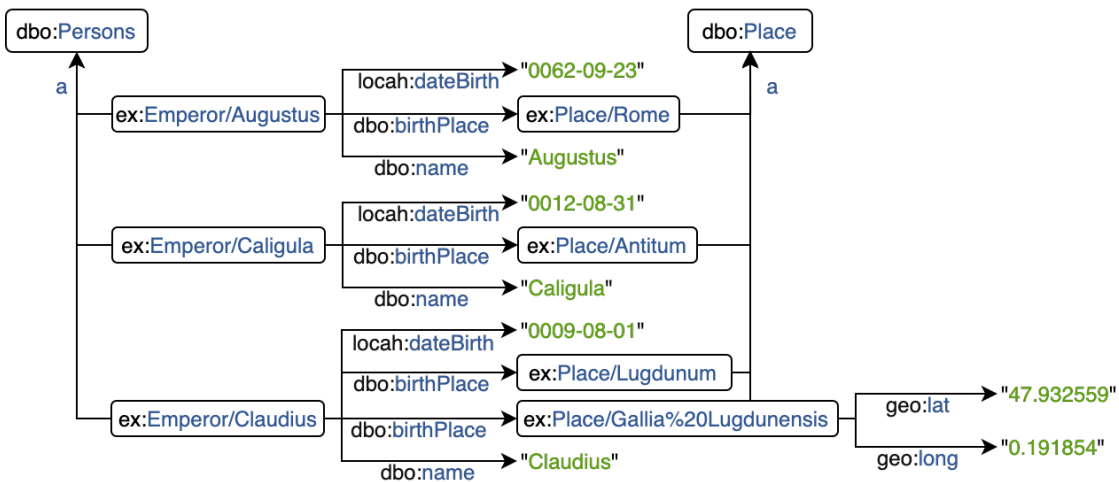 dbo:Persons
dbo:Place
a
a
"0062-09-23"
locah:dateBirth
ex:Emperor/Augustus
ex:Place/Rome
dbo:birthPlace
"Augustus"
dbo:name
"0012-08-31"
locah:dateBirth
ex:Emperor/Caligula
ex:Place/Antitum
dbo:birthPlace
"Caligula"
dbo:name
"0009-08-01"
locah:dateBirth
ex:Place/Lugdunum
dbo:birthPlace
ex:Emperor/Claudius
ex:Place/Gallia%20Lugdunensis
dbo:birthPlace
"Claudius"
dbo:name
"47.932559"
geo:lat
"0.191854"
geo:long